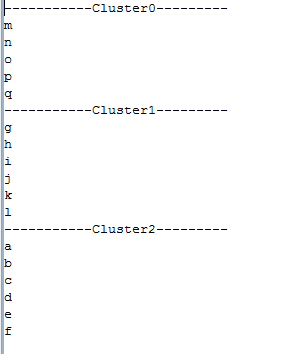 -----------Cluster0---------
m
n
o
p
q
-----------Cluster1---------
g
h
i
j
k
l
-----------Cluster2---------
a
b
c
d
e
f